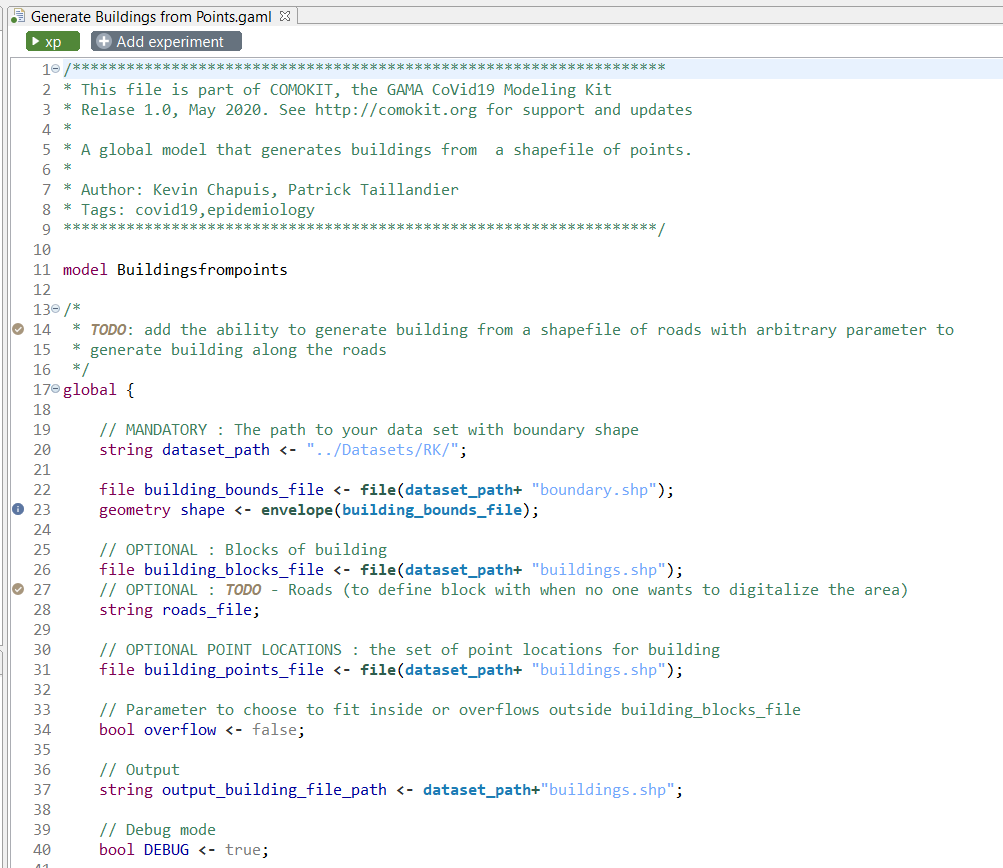 Generate Buildings from Points.gaml
xp Add experiment
1 /******************************************************************
2 * This file is part of COMOKIT, the GAMA CoVid19 Modeling Kit
3 * Relase 1.0, May 2020. See http://comokit.org for support and updates
4 *
5 * A global model that generates buildings from  a shapefile of points.
6 *
7 * Author: Kevin Chapuis, Patrick Taillandier
8 * Tags: covid19,epidemiology
9 ******************************************************************/
10
11 model Buildingsfrompoints
12
13 /*
14  * TODO: add the ability to generate building from a shapefile of roads with arbitrary parameter to
15  * generate building along the roads
16  */
17 global {
18
19     // MANDATORY : The path to your data set with boundary shape
20     string dataset_path <- "../Datasets/RK/";
21
22     file building_bounds_file <- file(dataset_path+ "boundary.shp");
23     geometry shape <- envelope(building_bounds_file);
24
25     // OPTIONAL : Blocks of building
26     file building_blocks_file <- file(dataset_path+ "buildings.shp");
27     // OPTIONAL : TODO - Roads (to define block with when no one wants to digitalize the area)
28     string roads_file;
29
30     // OPTIONAL POINT LOCATIONS : the set of point locations for building
31     file building_points_file <- file(dataset_path+ "buildings.shp");
32
33     // Parameter to choose to fit inside or overflows outside building_blocks_file
34     bool overflow <- false;
35
36     // Output
37     string output_building_file_path <- dataset_path+"buildings.shp";
38
39     // Debug mode
40     bool DEBUG <- true;